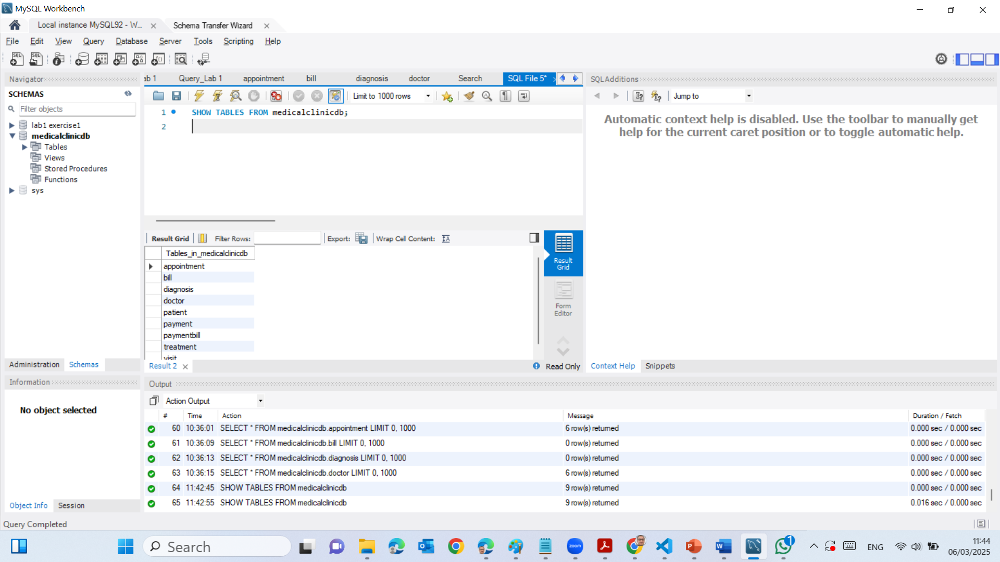 MySQL Workbench
Local instance MySQL92 - W... Schema Transfer Wizard
File Edit View Query Database Server Tools Scripting Help
Navigator
SCHEMAS
Filter objects
lab1 exercise1
medicalclinicdb
Tables
Views
Stored Procedures
Functions
sys
Administration Schemas
Information
No object selected
Object Info Session
Query Completed
ab 1 Query_Lab 1 appointment bill diagnosis doctor Search SQL File 5*
Limit to 1000 rows
1 SHOW TABLES FROM medicalclinicdb;
2
Result Grid Filter Rows: Export: Wrap Cell Content:
Tables_in_medicalclinicdb
appointment
bill
diagnosis
doctor
patient
payment
paymentbill
treatment
visit
Result Grid
Form Editor
Result 2 Read Only
SQLAdditions
Jump to
Automatic context help is disabled. Use the toolbar to manually get
help for the current caret position or to toggle automatic help.
Context Help Snippets
Output
Action Output
# Time Action Message Duration / Fetch
60 10:36:01 SELECT * FROM medicalclinicdb.appointment LIMIT 0, 1000 6 row(s) returned 0.000 sec / 0.000 sec
61 10:36:09 SELECT * FROM medicalclinicdb.bill LIMIT 0, 1000 0 row(s) returned 0.000 sec / 0.000 sec
62 10:36:13 SELECT * FROM medicalclinicdb.diagnosis LIMIT 0, 1000 0 row(s) returned 0.000 sec / 0.000 sec
63 10:36:15 SELECT * FROM medicalclinicdb.doctor LIMIT 0, 1000 6 row(s) returned 0.000 sec / 0.000 sec
64 11:42:45 SHOW TABLES FROM medicalclinicdb 9 row(s) returned 0.000 sec / 0.000 sec
65 11:42:55 SHOW TABLES FROM medicalclinicdb 9 row(s) returned 0.016 sec / 0.000 sec
Search zoom 1 ENG 11:44
06/03/2025